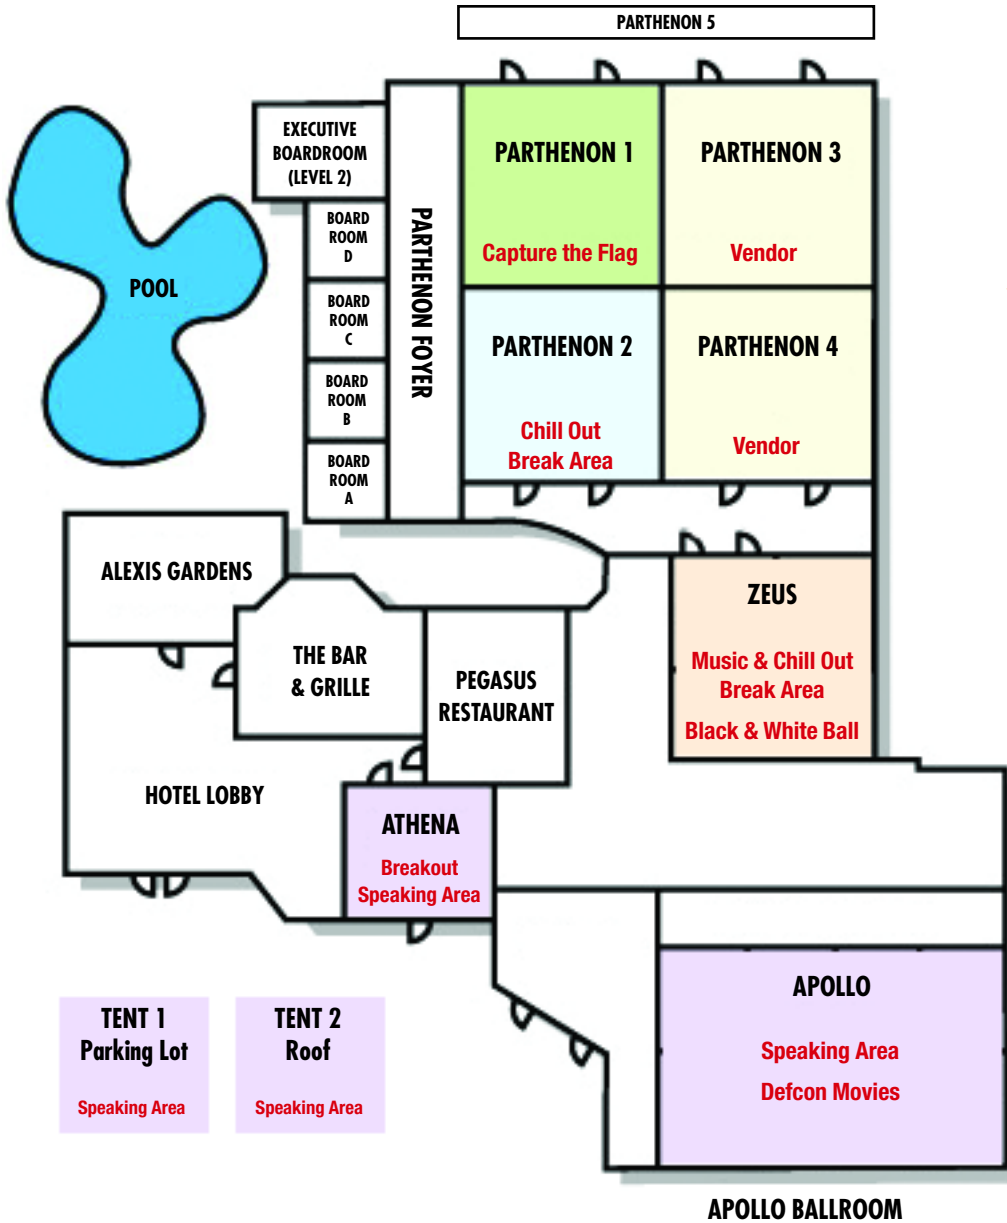 PARTHENON 5
EXECUTIVE
BOARDROOM
(LEVEL 2)
PARTHENON 1
Capture the Flag
PARTHENON 3
Vendor
BOARD
ROOM
D
PARTHENON FOYER
POOL
BOARD
ROOM
C
PARTHENON 2
Chill Out
Break Area
PARTHENON 4
Vendor
BOARD
ROOM
B
BOARD
ROOM
A
ALEXIS GARDENS
ZEUS
Music & Chill Out
Break Area
Black & White Ball
THE BAR
& GRILLE
PEGASUS
RESTAURANT
HOTEL LOBBY
ATHENA
Breakout
Speaking Area
APOLLO
Speaking Area
Defcon Movies
TENT 1
Parking Lot
Speaking Area
TENT 2
Roof
Speaking Area
APOLLO BALLROOM